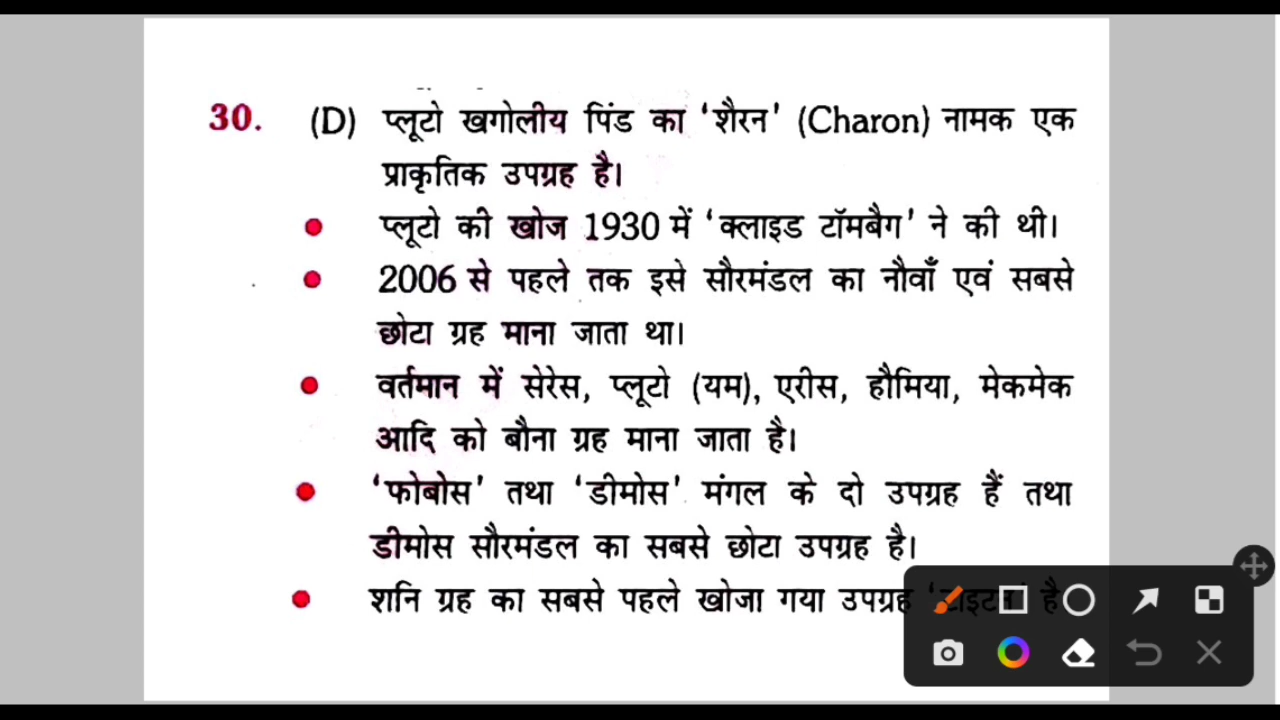 30. (D) प्लूटो खगोलीय पिंड का ‘शैरन’ (Charon) नामक एक
प्राकृतिक उपग्रह है।
● प्लूटो की खोज 1930 में ‘क्लाइड टॉमबैग’ ने की थी।
● 2006 से पहले तक इसे सौरमंडल का नौवाँ एवं सबसे
छोटा ग्रह माना जाता था।
● वर्तमान में सेरेस, प्लूटो (यम), एरीस, हौमिया, मेकमेक
आदि को बौना ग्रह माना जाता है।
● ‘फोबोस’ तथा ‘डीमोस’ मंगल के दो उपग्रह हैं तथा
डीमोस सौरमंडल का सबसे छोटा उपग्रह है।
● शनि ग्रह का सबसे पहले खोजा गया उपग्रह ‘टाइटन’ है